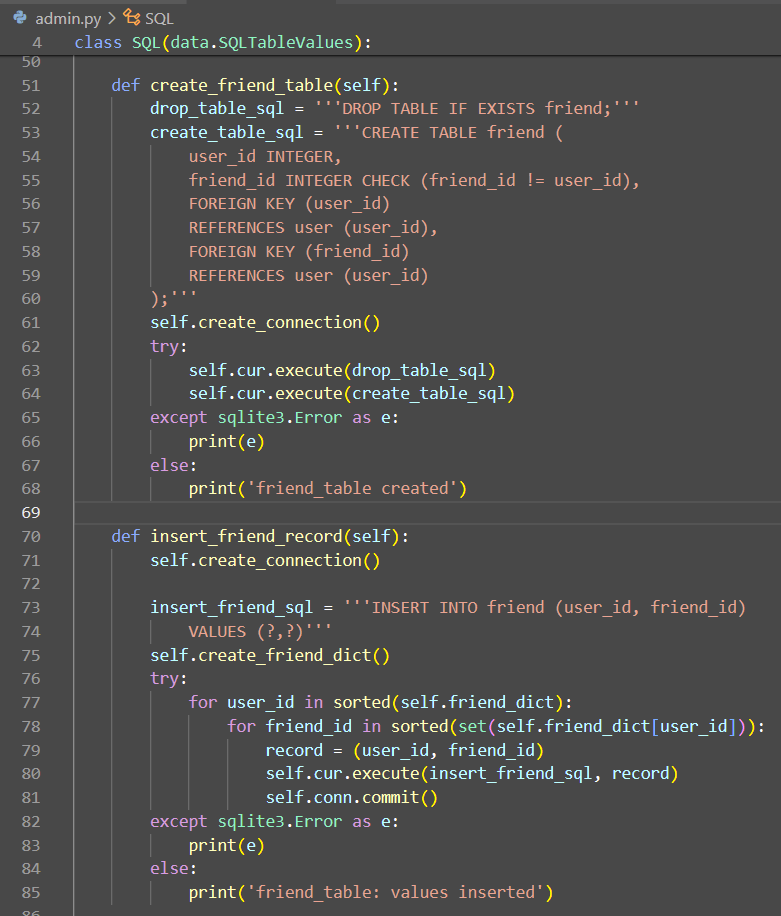 admin.py > SQL
4 class SQL(data.SQLTableValues):
50
51 def create_friend_table(self):
52 drop_table_sql = '''DROP TABLE IF EXISTS friend;'''
53 create_table_sql = '''CREATE TABLE friend (
54 user_id INTEGER,
55 friend_id INTEGER CHECK (friend_id != user_id),
56 FOREIGN KEY (user_id)
57 REFERENCES user (user_id),
58 FOREIGN KEY (friend_id)
59 REFERENCES user (user_id)
60 );'''
61 self.create_connection()
62 try:
63 self.cur.execute(drop_table_sql)
64 self.cur.execute(create_table_sql)
65 except sqlite3.Error as e:
66 print(e)
67 else:
68 print('friend_table created')
69
70 def insert_friend_record(self):
71 self.create_connection()
72
73 insert_friend_sql = '''INSERT INTO friend (user_id, friend_id)
74 VALUES (?,?)'''
75 self.create_friend_dict()
76 try:
77 for user_id in sorted(self.friend_dict):
78 for friend_id in sorted(set(self.friend_dict[user_id])):
79 record = (user_id, friend_id)
80 self.cur.execute(insert_friend_sql, record)
81 self.conn.commit()
82 except sqlite3.Error as e:
83 print(e)
84 else:
85 print('friend_table: values inserted')
86